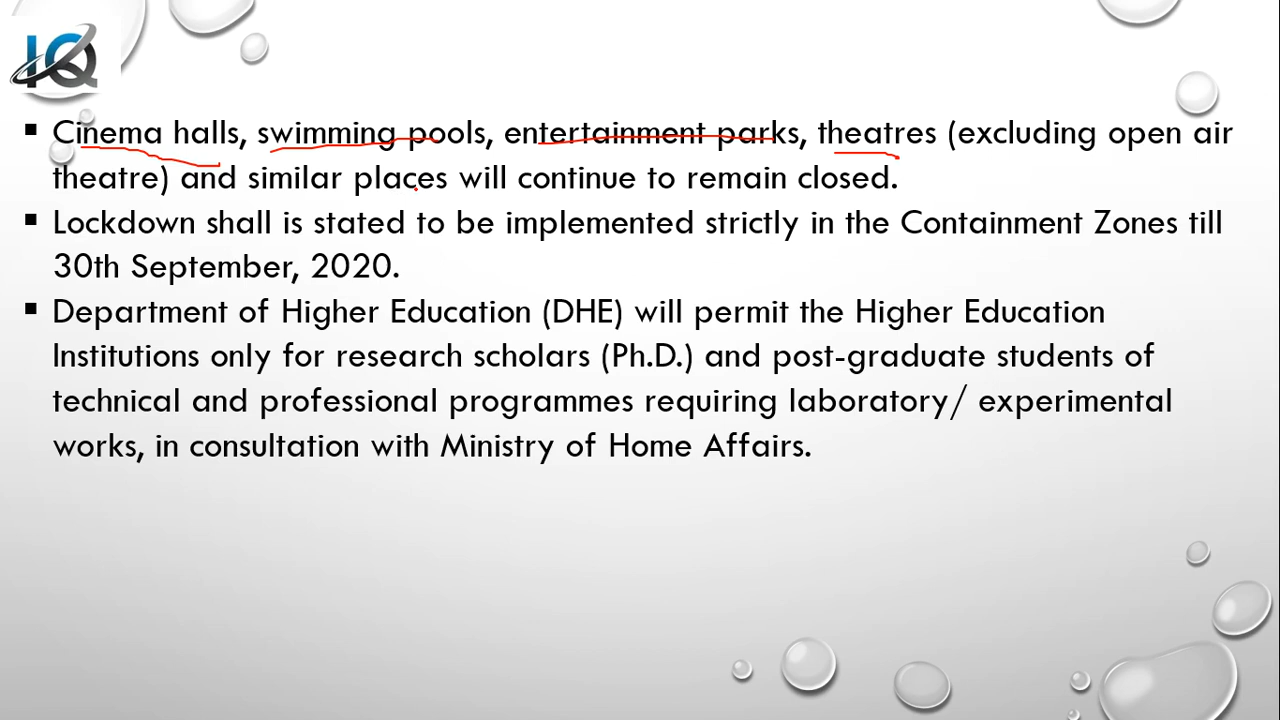 IQ
▪ Cinema halls, swimming pools, entertainment parks, theatres (excluding open air
theatre) and similar places will continue to remain closed.
▪ Lockdown shall is stated to be implemented strictly in the Containment Zones till
30th September, 2020.
▪ Department of Higher Education (DHE) will permit the Higher Education
Institutions only for research scholars (Ph.D.) and post-graduate students of
technical and professional programmes requiring laboratory/ experimental
works, in consultation with Ministry of Home Affairs.